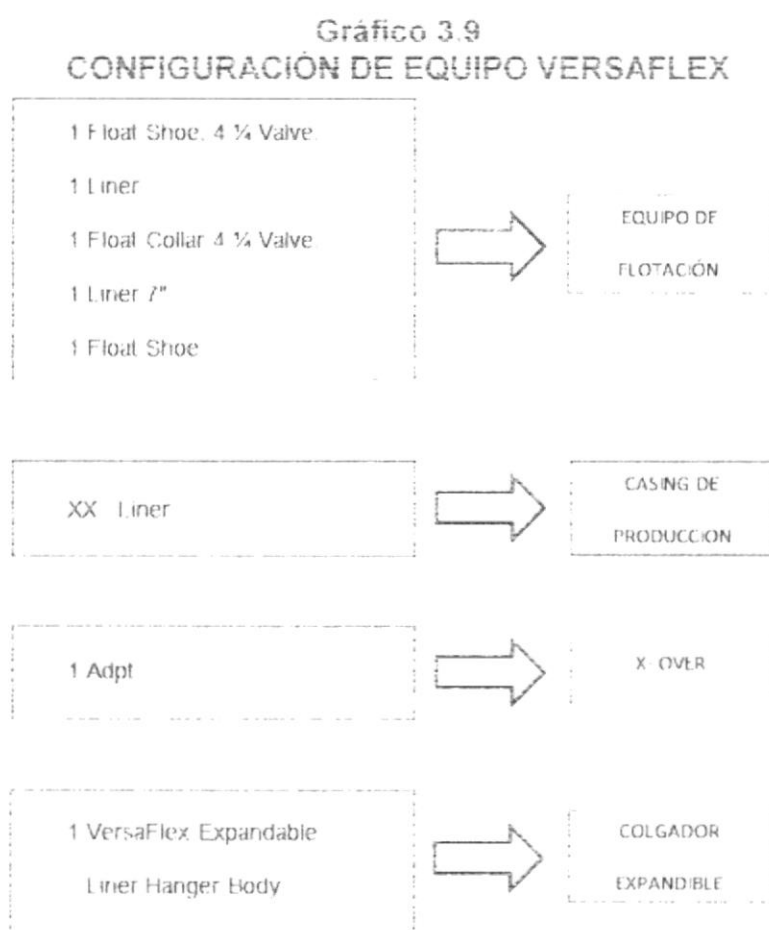 Gráfico 3.9
CONFIGURACIÓN DE EQUIPO VERSAFLEX
1 Float Shoe, 4 ¼ Valve.
1 Liner
1 Float Collar 4 ¼ Valve.
1 Liner 7"
1 Float Shoe
EQUIPO DE
FLOTACIÓN
XX Liner
CASING DE
PRODUCCION
1 Adpt
X-OVER
1 VersaFlex Expandable
Liner Hanger Body
COLGADOR
EXPANDIBLE